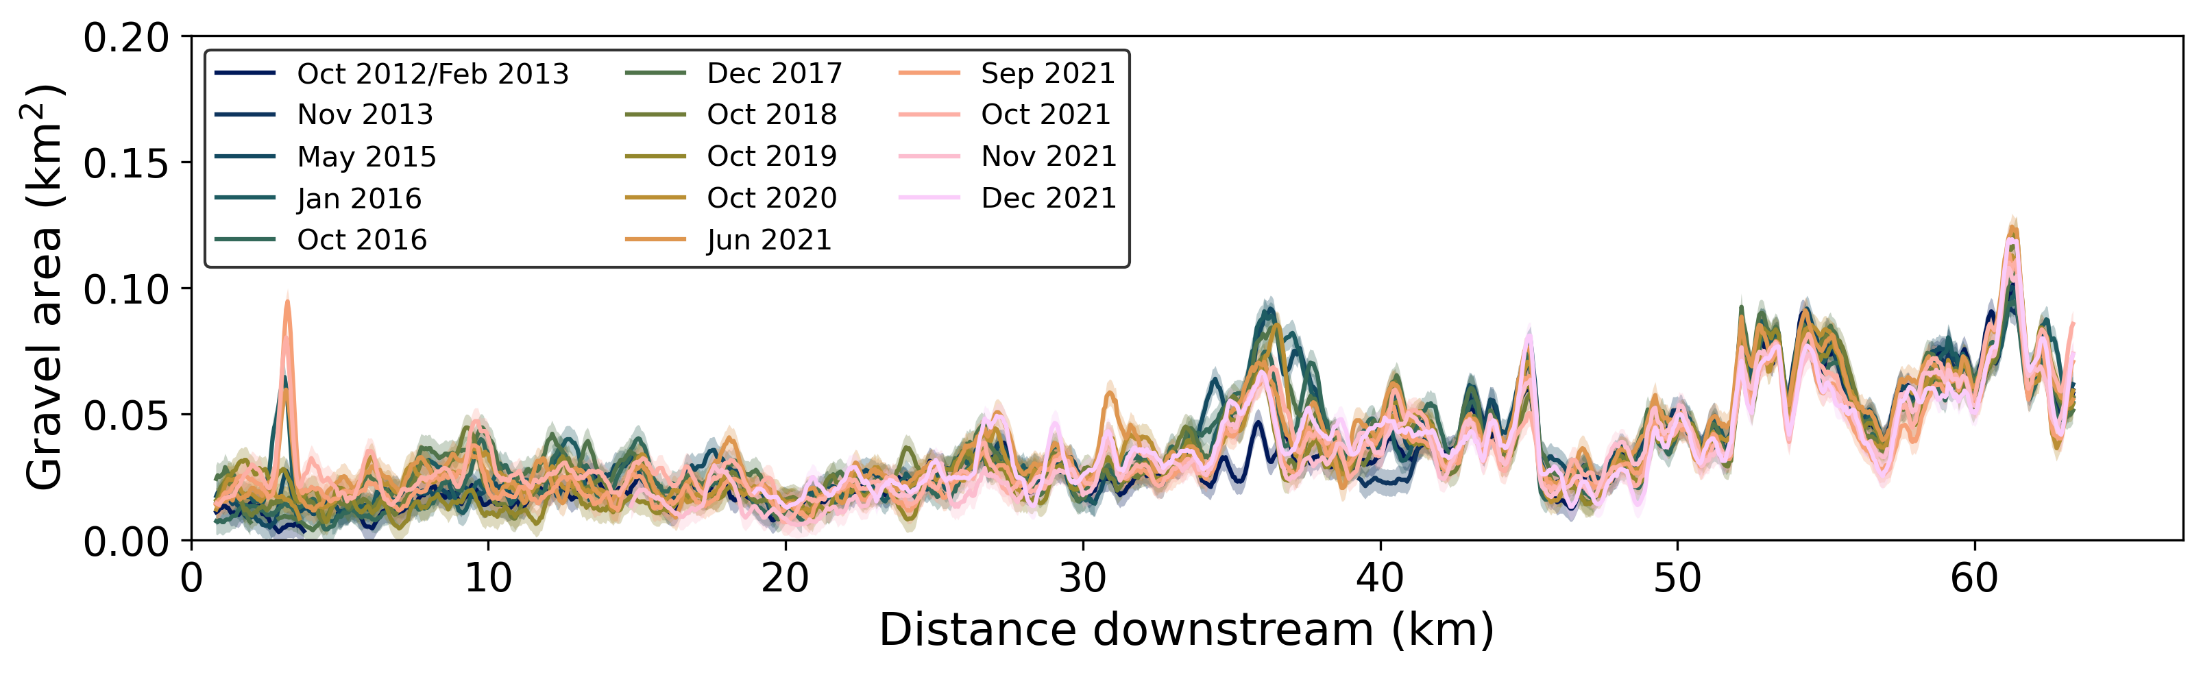 0.20
0.15
0.10
0.05
0.00
Gravel area (km²)
Oct 2012/Feb 2013
Nov 2013
May 2015
Jan 2016
Oct 2016
Dec 2017
Oct 2018
Oct 2019
Oct 2020
Jun 2021
Sep 2021
Oct 2021
Nov 2021
Dec 2021
0 10 20 30 40 50 60
Distance downstream (km)